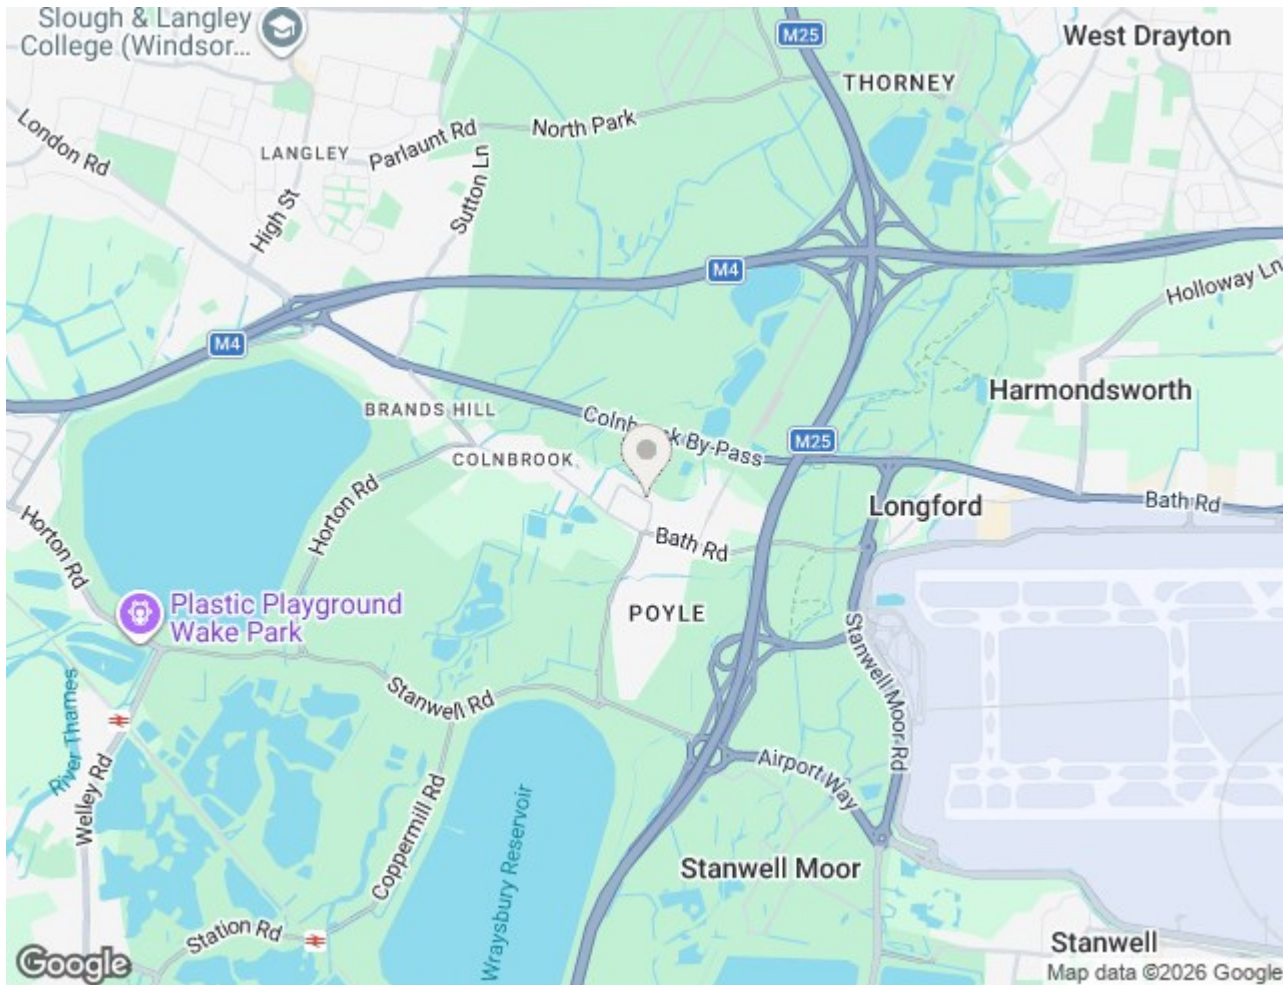 Slough & Langley
College (Windsor...
M25
West Drayton
THORNEY
London Rd
North Park
Parlaunt Rd
LANGLEY
Sutton Ln
High St
M4
Holloway Ln
M4
Harmondsworth
BRANDS HILL
By-Pass
M25
COLNBROOK
Horton Rd
Longford
Bath Rd
Horton Rd
Bath Rd
Plastic Playground
Wake Park
POYLE
Stanwell Moor Rd
Stanwell Rd
River Thames
Welley Rd
Airport Way
Coppermill Rd
Wraysbury Reservoir
Stanwell Moor
Station Rd
Stanwell
Google
Map data ©2026 Google